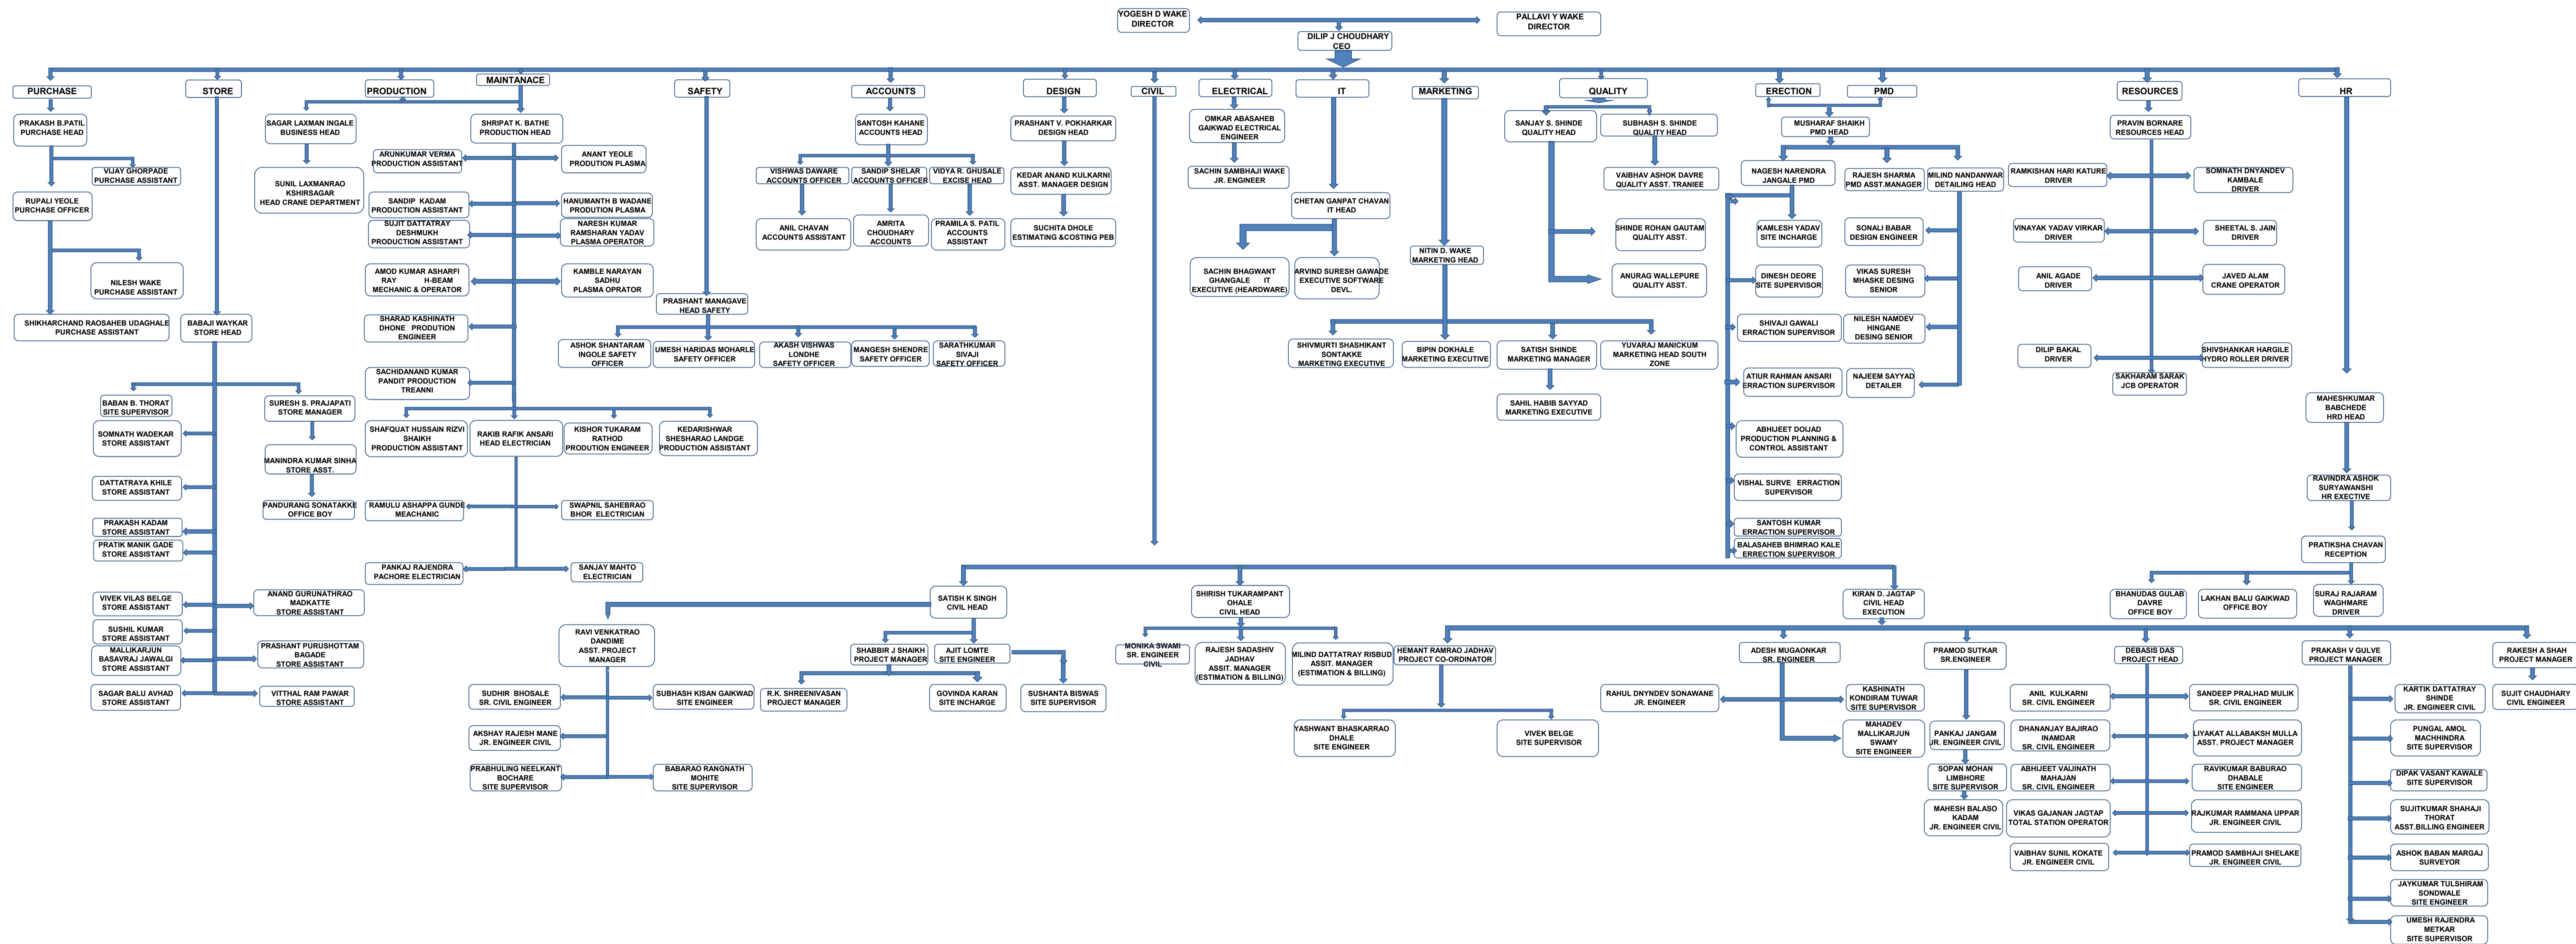 YOGESH D WAKE
DIRECTOR
PALLAVI Y WAKE
DIRECTOR
DILIP J CHOUDHARY
CEO
PURCHASE
STORE
PRODUCTION
MAINTANACE
SAFETY
ACCOUNTS
DESIGN
CIVIL
ELECTRICAL
IT
MARKETING
QUALITY
ERECTION
PMD
RESOURCES
HR
PRAKASH B.PATIL
PURCHASE HEAD
VIJAY GHORPADE
PURCHASE ASSISTANT
RUPALI YEOLE
PURCHASE OFFICER
NILESH WAKE
PURCHASE ASSISTANT
SHIKHARCHAND RAOSAHEB UDAGHALE
PURCHASE ASSISTANT
BABAJI WAYKAR
STORE HEAD
BABAN B. THORAT
SITE SUPERVISOR
SURESH S. PRAJAPATI
STORE MANAGER
SOMNATH WADEKAR
STORE ASSISTANT
MANINDRA KUMAR SINHA
STORE ASST.
DATTATRAYA KHILE
STORE ASSISTANT
PANDURANG SONATAKKE
OFFICE BOY
PRAKASH KADAM
STORE ASSISTANT
PRATIK MANIK GADE
STORE ASSISTANT
VIVEK VILAS BELGE
STORE ASSISTANT
ANAND GURUNATHRAO
MADKATTE
STORE ASSISTANT
SUSHIL KUMAR
STORE ASSISTANT
MALLIKARJUN
BASAVRAJ JAWALGI
STORE ASSISTANT
PRASHANT PURUSHOTTAM
BAGADE
STORE ASSISTANT
SAGAR BALU AVHAD
STORE ASSISTANT
VITTHAL RAM PAWAR
STORE ASSISTANT
SAGAR LAXMAN INGALE
BUSINESS HEAD
SUNIL LAXMANRAO
KSHIRSAGAR
HEAD CRANE DEPARTMENT
SHRIPAT K. BATHE
PRODUCTION HEAD
ARUNKUMAR VERMA
PRODUCTION ASSISTANT
ANANT YEOLE
PRODUTION PLASMA
SANDIP KADAM
PRODUCTION ASSISTANT
HANUMANTH B WADANE
PRODUTION PLASMA
SUJIT DATTATRAY
DESHMUKH
PRODUCTION ASSISTANT
NARESH KUMAR
RAMSHARAN YADAV
PLASMA OPERATOR
AMOD KUMAR ASHARFI
RAY H-BEAM
MECHANIC & OPERATOR
KAMBLE NARAYAN
SADHU
PLASMA OPRATOR
SHARAD KASHINATH
DHONE PRODUTION
ENGINEER
SACHIDANAND KUMAR
PANDIT PRODUCTION
TREANNI
SHAFQUAT HUSSAIN RIZVI
SHAIKH
PRODUCTION ASSISTANT
RAKIB RAFIK ANSARI
HEAD ELECTRICIAN
KISHOR TUKARAM
RATHOD
PRODUTION ENGINEER
KEDARISHWAR
SHESHARAO LANDGE
PRODUCTION ASSISTANT
RAMULU ASHAPPA GUNDE
MEACHANIC
SWAPNIL SAHEBRAO
BHOR ELECTRICIAN
PANKAJ RAJENDRA
PACHORE ELECTRICIAN
SANJAY MAHTO
ELECTRICIAN
PRASHANT MANAGAVE
HEAD SAFETY
ASHOK SHANTARAM
INGOLE SAFETY
OFFICER
UMESH HARIDAS MOHARLE
SAFETY OFFICER
AKASH VISHWAS
LONDHE
SAFETY OFFICER
MANGESH SHENDRE
SAFETY OFFICER
SARATHKUMAR
SIVAJI
SAFETY OFFICER
SANTOSH KAHANE
ACCOUNTS HEAD
VISHWAS DAWARE
ACCOUNTS OFFICER
SANDIP SHELAR
ACCOUNTS OFFICER
VIDYA R. GHUSALE
EXCISE HEAD
ANIL CHAVAN
ACCOUNTS ASSISTANT
AMRITA
CHOUDHARY
ACCOUNTS
PRAMILA S. PATIL
ACCOUNTS
ASSISTANT
PRASHANT V. POKHARKAR
DESIGN HEAD
KEDAR ANAND KULKARNI
ASST. MANAGER DESIGN
SUCHITA DHOLE
ESTIMATING &COSTING PEB
OMKAR ABASAHEB
GAIKWAD ELECTRICAL
ENGINEER
SACHIN SAMBHAJI WAKE
JR. ENGINEER
CHETAN GANPAT CHAVAN
IT HEAD
SACHIN BHAGWANT
GHANGALE IT
EXECUTIVE (HEARDWARE)
ARVIND SURESH GAWADE
EXECUTIVE SOFTWARE
DEVL.
NITIN D. WAKE
MARKETING HEAD
SHIVMURTI SHASHIKANT
SONTAKKE
MARKETING EXECUTIVE
BIPIN DOKHALE
MARKETING EXECUTIVE
SATISH SHINDE
MARKETING MANAGER
YUVARAJ MANICKUM
MARKETING HEAD SOUTH
ZONE
SAHIL HABIB SAYYAD
MARKETING EXECUTIVE
SANJAY S. SHINDE
QUALITY HEAD
SUBHASH S. SHINDE
QUALITY HEAD
VAIBHAV ASHOK DAVRE
QUALITY ASST. TRANIEE
SHINDE ROHAN GAUTAM
QUALITY ASST.
ANURAG WALLEPURE
QUALITY ASST.
MUSHARAF SHAIKH
PMD HEAD
NAGESH NARENDRA
JANGALE PMD
RAJESH SHARMA
PMD ASST.MANAGER
MILIND NANDANWAR
DETAILING HEAD
KAMLESH YADAV
SITE INCHARGE
SONALI BABAR
DESIGN ENGINEER
DINESH DEORE
SITE SUPERVISOR
VIKAS SURESH
MHASKE DESING
SENIOR
SHIVAJI GAWALI
ERRACTION SUPERVISOR
NILESH NAMDEV
HINGANE
DESING SENIOR
ATIUR RAHMAN ANSARI
ERRACTION SUPERVISOR
NAJEEM SAYYAD
DETAILER
ABHIJEET DOIJAD
PRODUCTION PLANNING &
CONTROL ASSISTANT
VISHAL SURVE ERRACTION
SUPERVISOR
SANTOSH KUMAR
ERRACTION SUPERVISOR
BALASAHEB BHIMRAO KALE
ERRECTION SUPERVISOR
PRAVIN BORNARE
RESOURCES HEAD
RAMKISHAN HARI KATURE
DRIVER
SOMNATH DNYANDEV
KAMBALE
DRIVER
VINAYAK YADAV VIRKAR
DRIVER
SHEETAL S. JAIN
DRIVER
ANIL AGADE
DRIVER
JAVED ALAM
CRANE OPERATOR
DILIP BAKAL
DRIVER
SHIVSHANKAR HARGILE
HYDRO ROLLER DRIVER
SAKHARAM SARAK
JCB OPERATOR
MAHESHKUMAR
BABCHEDE
HRD HEAD
RAVINDRA ASHOK
SURYAWANSHI
HR EXECTIVE
PRATIKSHA CHAVAN
RECEPTION
BHANUDAS GULAB
DAVRE
OFFICE BOY
LAKHAN BALU GAIKWAD
OFFICE BOY
SURAJ RAJARAM
WAGHMARE
DRIVER
SATISH K SINGH
CIVIL HEAD
SHIRISH TUKARAMPANT
OHALE
CIVIL HEAD
KIRAN D. JAGTAP
CIVIL HEAD
EXECUTION
RAVI VENKATRAO
DANDIME
ASST. PROJECT
MANAGER
SHABBIR J SHAIKH
PROJECT MANAGER
AJIT LOMTE
SITE ENGINEER
SUDHIR BHOSALE
SR. CIVIL ENGINEER
SUBHASH KISAN GAIKWAD
SITE ENGINEER
R.K. SHREENIVASAN
PROJECT MANAGER
GOVINDA KARAN
SITE INCHARGE
SUSHANTA BISWAS
SITE SUPERVISOR
AKSHAY RAJESH MANE
JR. ENGINEER CIVIL
PRABHULING NEELKANT
BOCHARE
SITE SUPERVISOR
BABARAO RANGNATH
MOHITE
SITE SUPERVISOR
MONIKA SWAMI
SR. ENGINEER
CIVIL
RAJESH SADASHIV
JADHAV
ASSIT. MANAGER
(ESTIMATION & BILLING)
MILIND DATTATRAY RISBUD
ASSIT. MANAGER
(ESTIMATION & BILLING)
HEMANT RAMRAO JADHAV
PROJECT CO-ORDINATOR
YASHWANT BHASKARRAO
DHALE
SITE ENGINEER
VIVEK BELGE
SITE SUPERVISOR
ADESH MUGAONKAR
SR. ENGINEER
RAHUL DNYNDEV SONAWANE
JR. ENGINEER
KASHINATH
KONDIRAM TUWAR
SITE SUPERVISOR
MAHADEV
MALLIKARJUN
SWAMY
SITE ENGINEER
PRAMOD SUTKAR
SR.ENGINEER
PANKAJ JANGAM
JR. ENGINEER CIVIL
SOPAN MOHAN
LIMBHORE
SITE SUPERVISOR
MAHESH BALASO
KADAM
JR. ENGINEER CIVIL
DEBASIS DAS
PROJECT HEAD
ANIL KULKARNI
SR. CIVIL ENGINEER
SANDEEP PRALHAD MULIK
SR. CIVIL ENGINEER
DHANANJAY BAJIRAO
INAMDAR
SR. CIVIL ENGINEER
LIYAKAT ALLABAKSH MULLA
ASST. PROJECT MANAGER
ABHIJEET VAIJINATH
MAHAJAN
SR. CIVIL ENGINEER
RAVIKUMAR BABURAO
DHABALE
SITE ENGINEER
VIKAS GAJANAN JAGTAP
TOTAL STATION OPERATOR
RAJKUMAR RAMMANA UPPAR
JR. ENGINEER CIVIL
VAIBHAV SUNIL KOKATE
JR. ENGINEER CIVIL
PRAMOD SAMBHAJI SHELAKE
JR. ENGINEER CIVIL
PRAKASH V GULVE
PROJECT MANAGER
KARTIK DATTATRAY
SHINDE
JR. ENGINEER CIVIL
PUNGAL AMOL
MACHHINDRA
SITE SUPERVISOR
DIPAK VASANT KAWALE
SITE SUPERVISOR
SUJITKUMAR SHAHAJI
THORAT
ASST.BILLING ENGINEER
ASHOK BABAN MARGAJ
SURVEYOR
JAYKUMAR TULSHIRAM
SONDWALE
SITE ENGINEER
UMESH RAJENDRA
METKAR
SITE SUPERVISOR
RAKESH A SHAH
PROJECT MANAGER
SUJIT CHAUDHARY
CIVIL ENGINEER